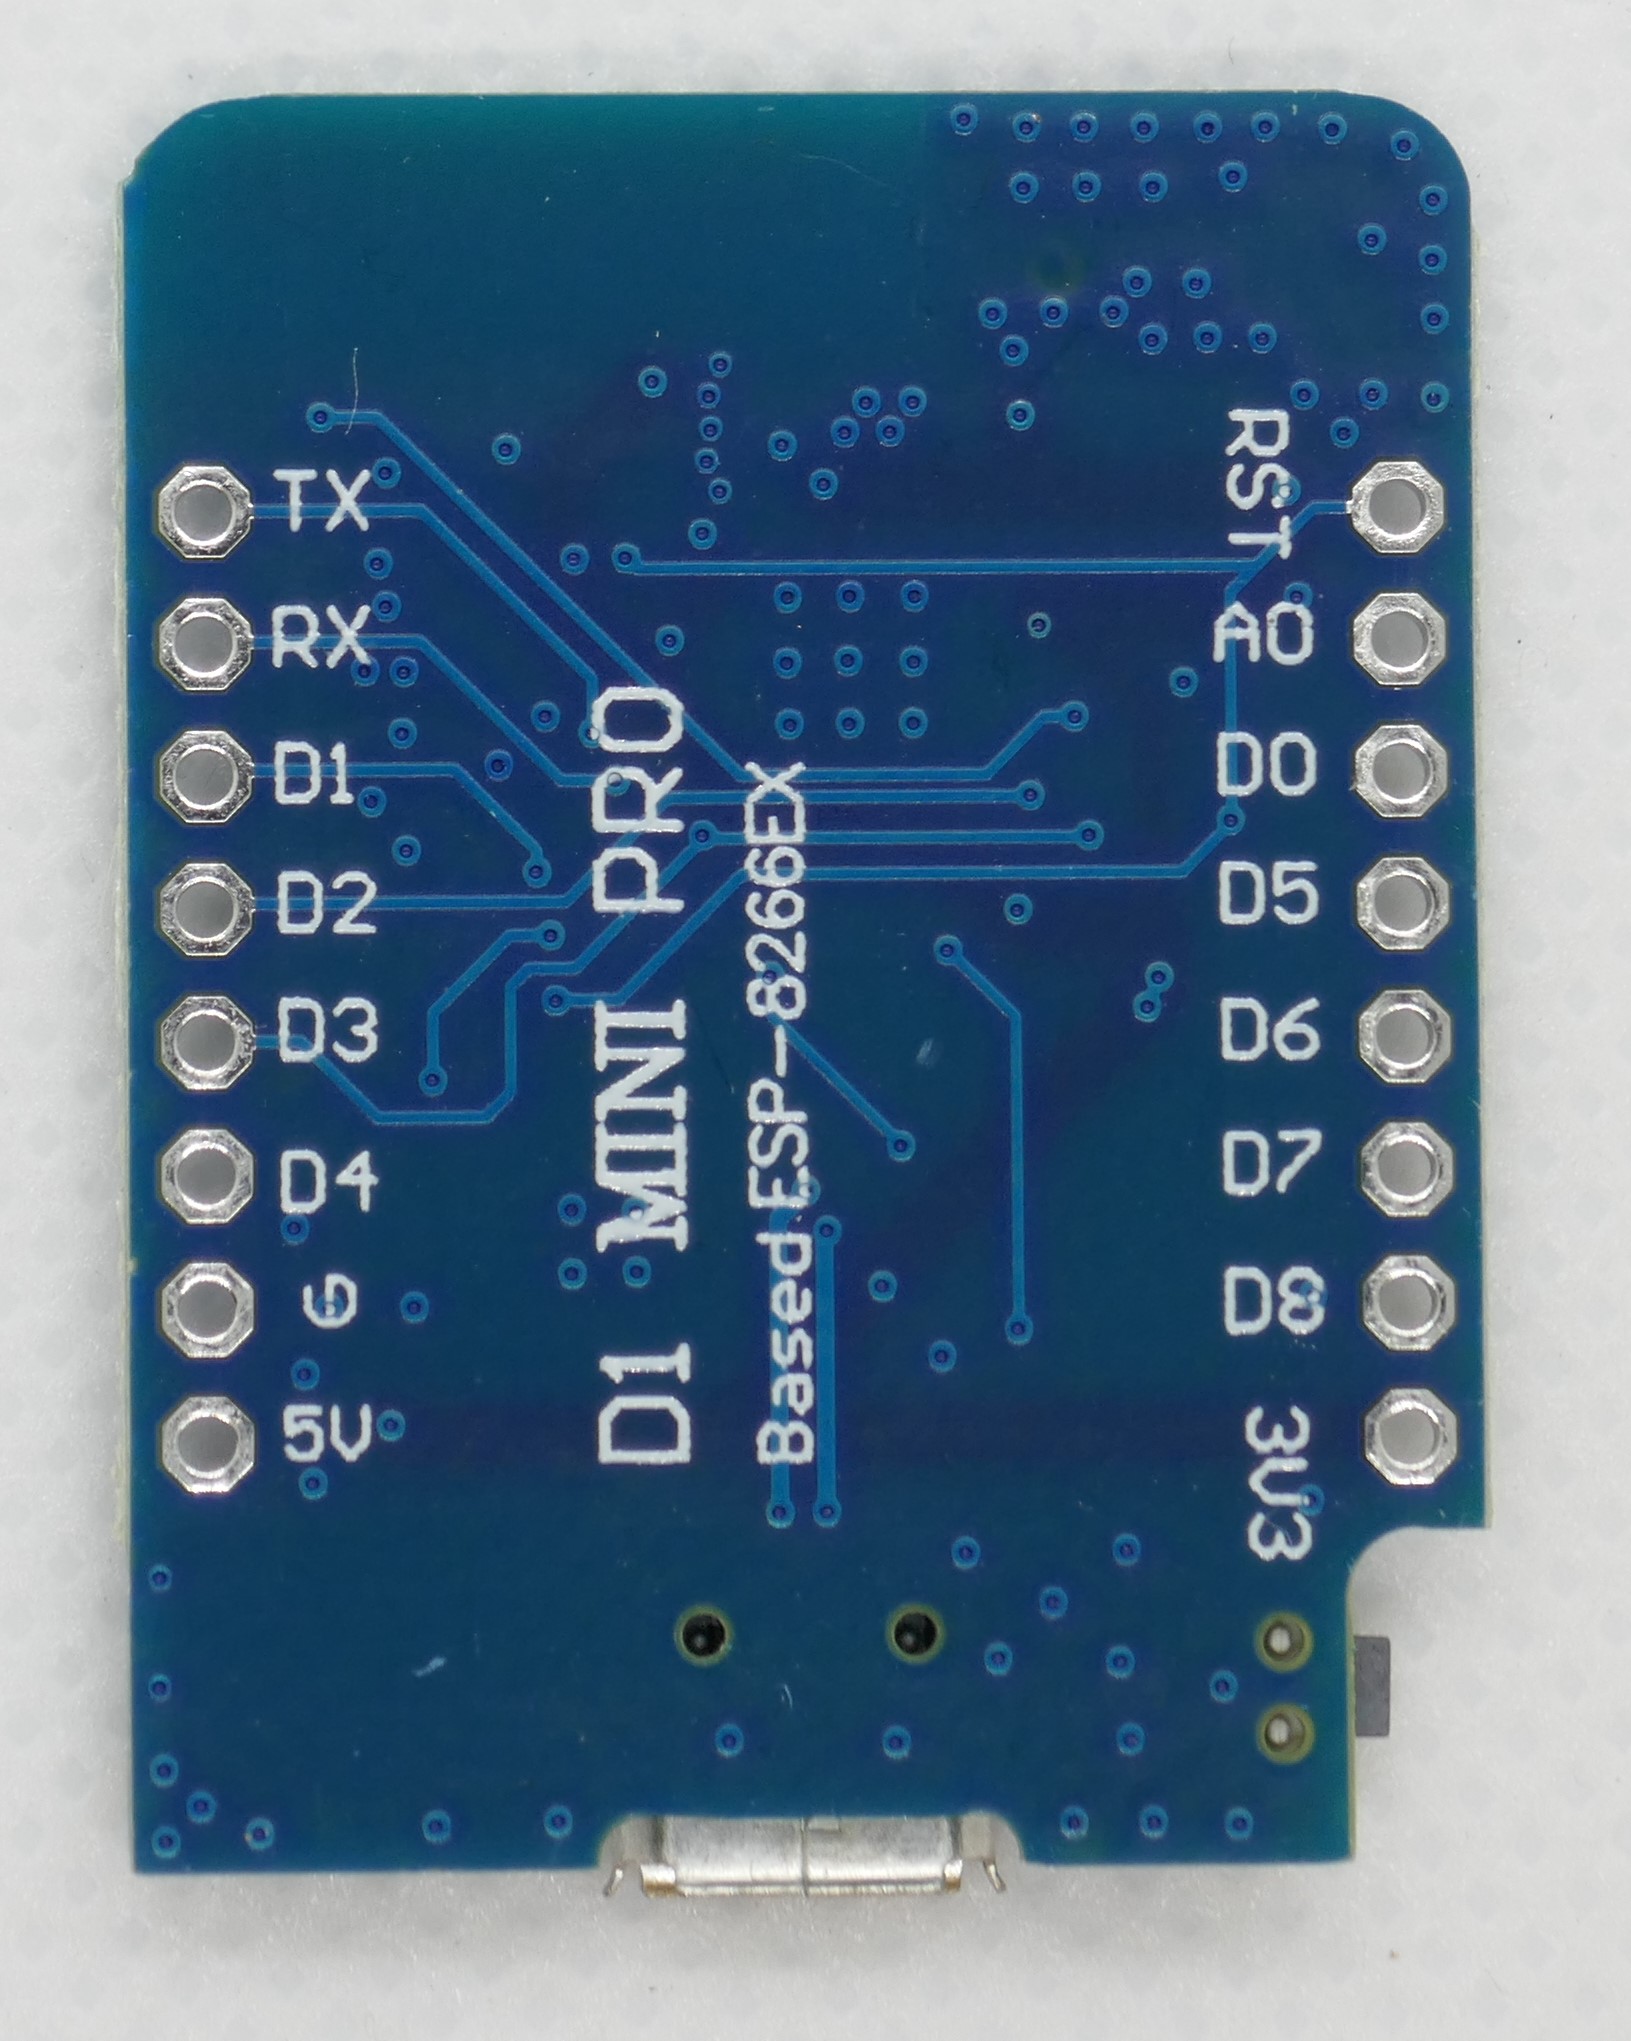 5V G D4 D3 D2 D1 RX TX
D1 MINI PRO
Based ESP-8266EX
3V3 D8 D7 D6 D5 D0 A0 RST